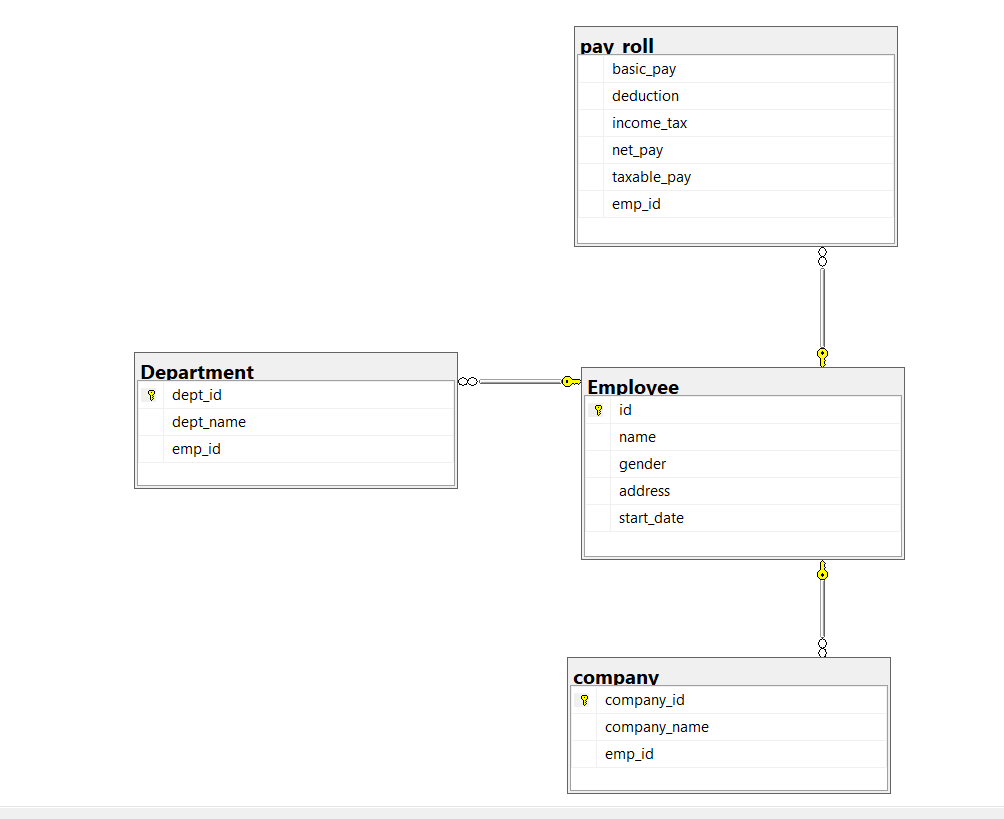 pay_roll
basic_pay
deduction
income_tax
net_pay
taxable_pay
emp_id
Department
dept_id
dept_name
emp_id
Employee
id
name
gender
address
start_date
company
company_id
company_name
emp_id